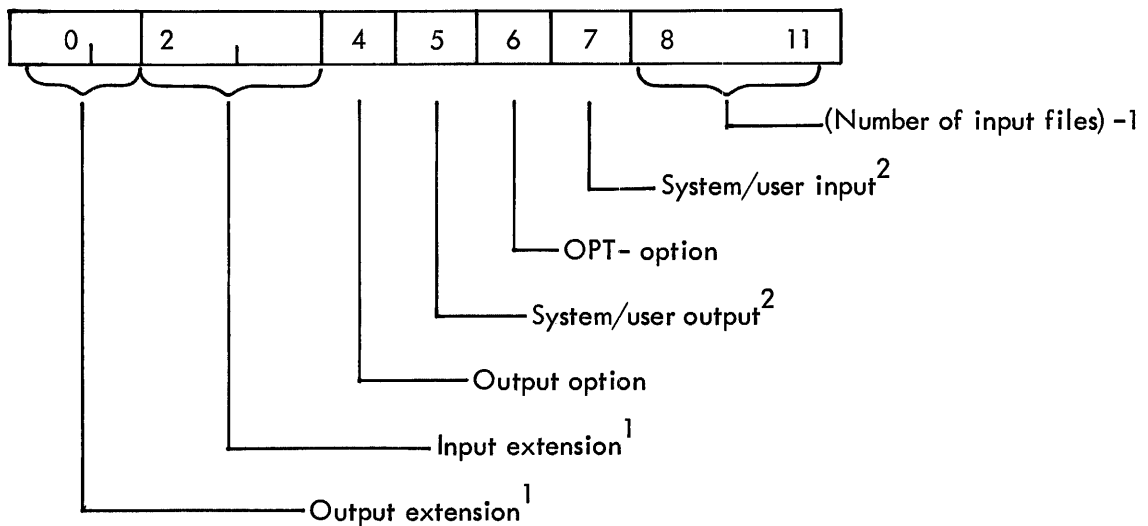 0 2 4 5 6 7 8 11
(Number of input files) -1
System/user input²
OPT- option
System/user output²
Output option
Input extension¹
Output extension¹